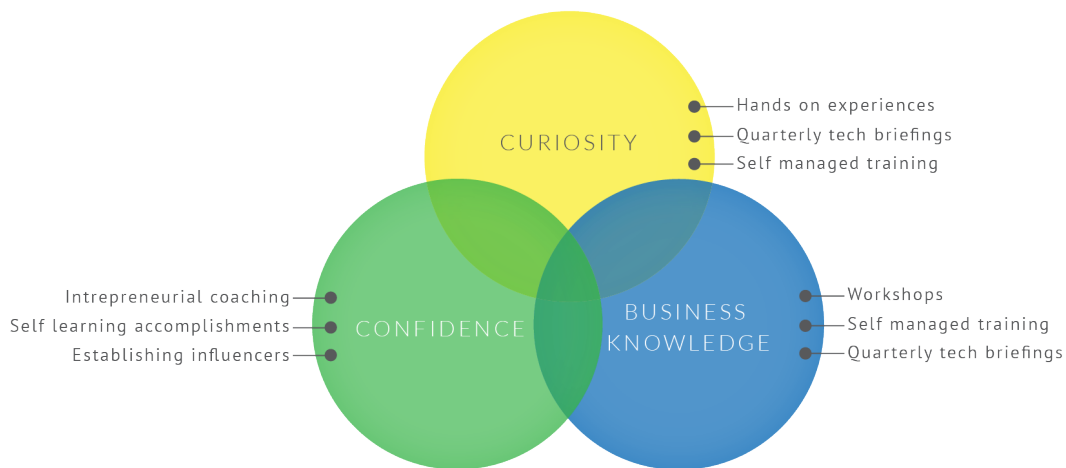 CURIOSITY
Hands on experiences
Quarterly tech briefings
Self managed training
Intrepreneurial coaching
Self learning accomplishments
Establishing influencers
CONFIDENCE
BUSINESS
KNOWLEDGE
Workshops
Self managed training
Quarterly tech briefings